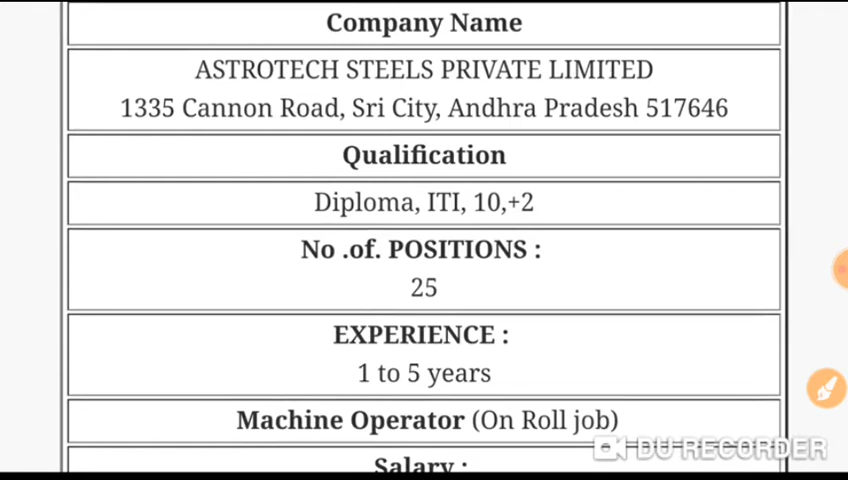 Company Name
ASTROTECH STEELS PRIVATE LIMITED
1335 Cannon Road, Sri City, Andhra Pradesh 517646
Qualification
Diploma, ITI, 10,+2
No .of. POSITIONS :
25
EXPERIENCE :
1 to 5 years
Machine Operator (On Roll job)
DU RECORDER
Salary :